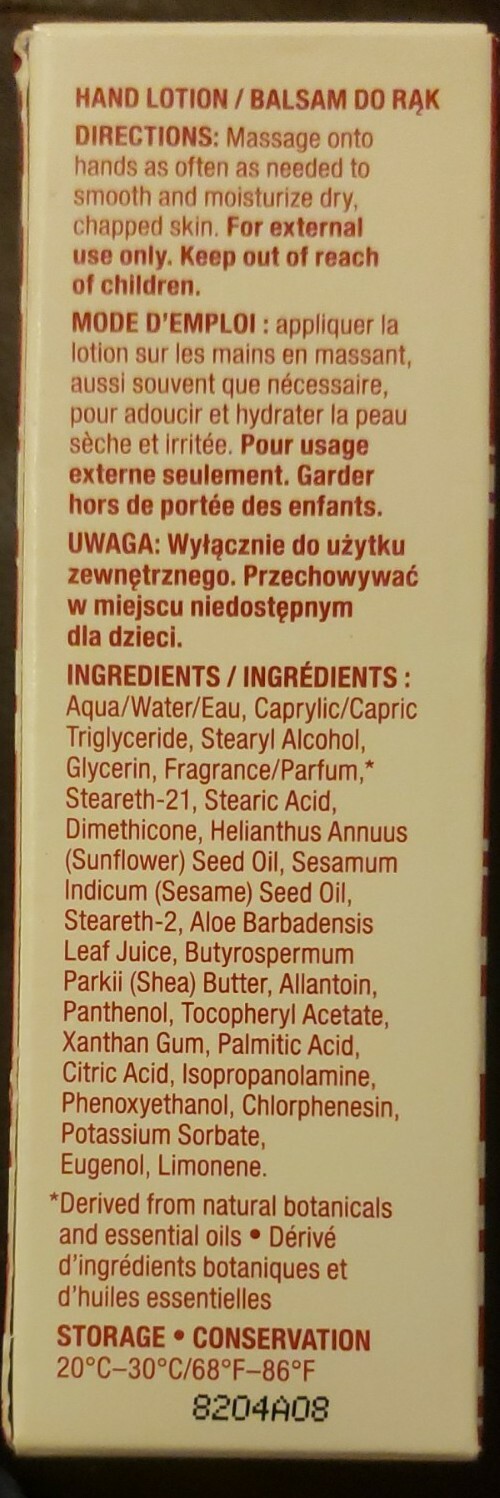 HAND LOTION / BALSAM DO RĄK
DIRECTIONS: Massage onto
hands as often as needed to
smooth and moisturize dry,
chapped skin. For external
use only. Keep out of reach
of children.
MODE D'EMPLOI : appliquer la
lotion sur les mains en massant,
aussi souvent que nécessaire,
pour adoucir et hydrater la peau
sèche et irritée. Pour usage
externe seulement. Garder
hors de portée des enfants.
UWAGA: Wyłącznie do użytku
zewnętrznego. Przechowywać
w miejscu niedostępnym
dla dzieci.
INGREDIENTS / INGRÉDIENTS :
Aqua/Water/Eau, Caprylic/Capric
Triglyceride, Stearyl Alcohol,
Glycerin, Fragrance/Parfum,*
Steareth-21, Stearic Acid,
Dimethicone, Helianthus Annuus
(Sunflower) Seed Oil, Sesamum
Indicum (Sesame) Seed Oil,
Steareth-2, Aloe Barbadensis
Leaf Juice, Butyrospermum
Parkii (Shea) Butter, Allantoin,
Panthenol, Tocopheryl Acetate,
Xanthan Gum, Palmitic Acid,
Citric Acid, Isopropanolamine,
Phenoxyethanol, Chlorphenesin,
Potassium Sorbate,
Eugenol, Limonene.
*Derived from natural botanicals
and essential oils • Dérivé
d'ingrédients botaniques et
d'huiles essentielles
STORAGE • CONSERVATION
20°C–30°C/68°F–86°F
8204A08